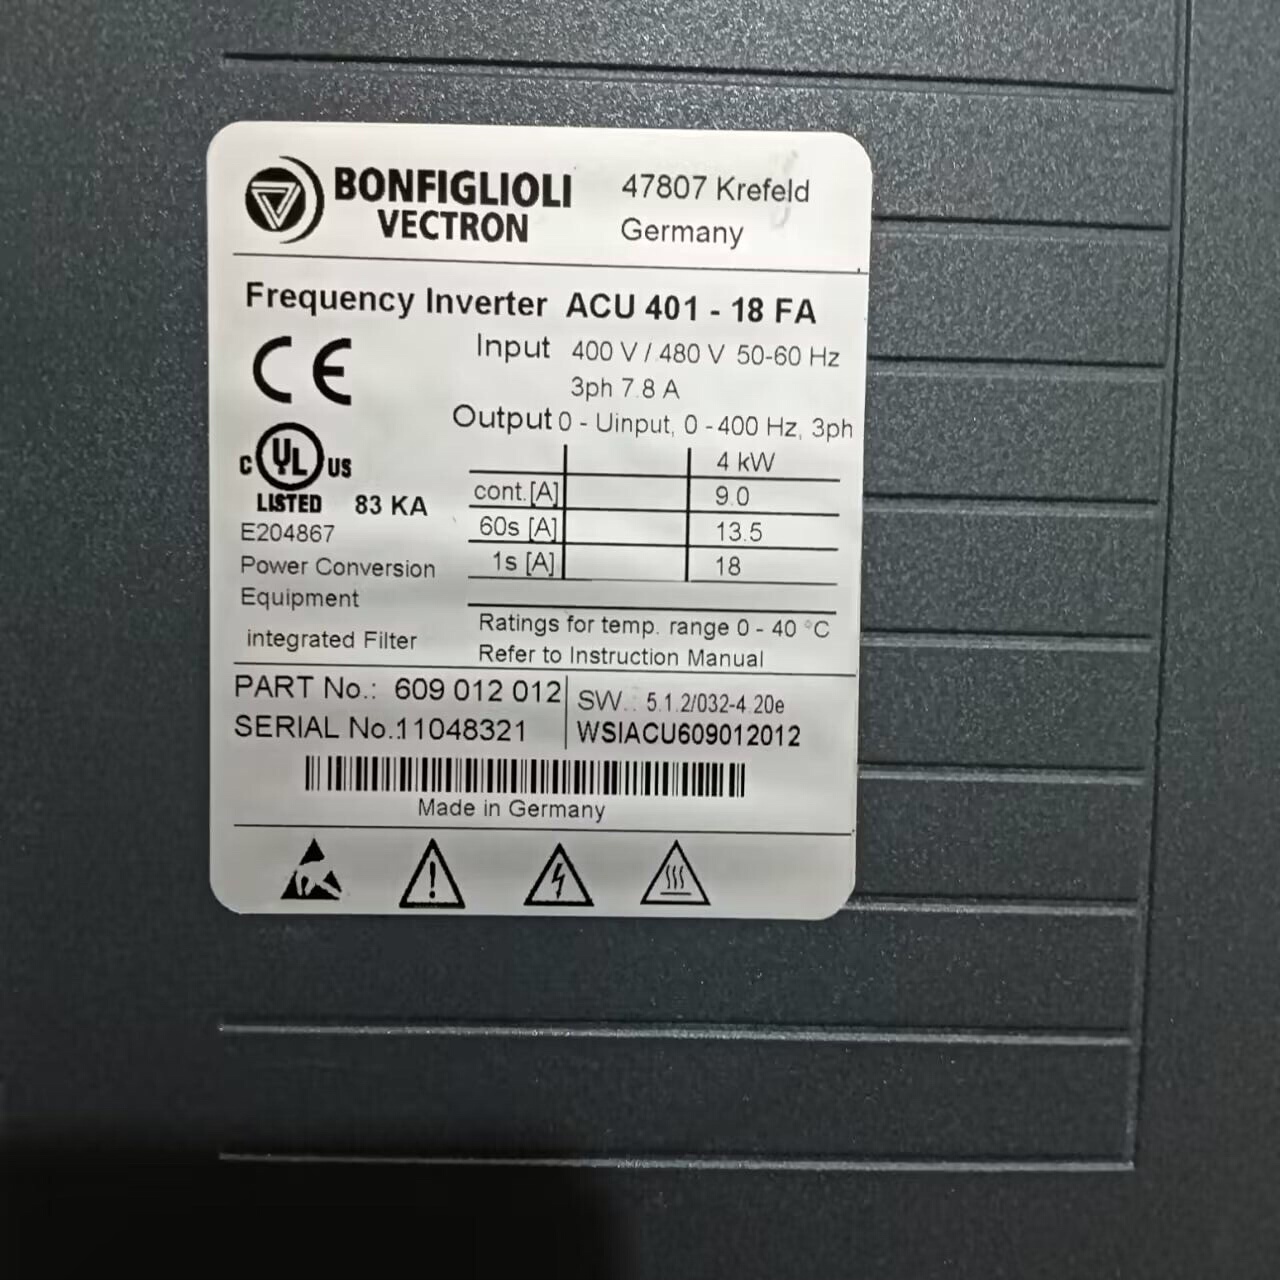 BONFIGLIOLI
VECTRON
47807 Krefeld
Germany
Frequency Inverter ACU 401 - 18 FA
CE
Input 400 V / 480 V 50-60 Hz
3ph 7.8 A
Output 0 - Uinput, 0 - 400 Hz, 3ph
4 kW
cont.[A] 9.0
60s [A] 13.5
1s [A] 18
C UL US
LISTED 83 KA
E204867
Power Conversion
Equipment
integrated Filter
Ratings for temp. range 0 - 40 °C
Refer to Instruction Manual
PART No.: 609 012 012
SERIAL No.:11048321
SW.: 5.1.2/032-4.20e
WSIACU609012012
Made in Germany